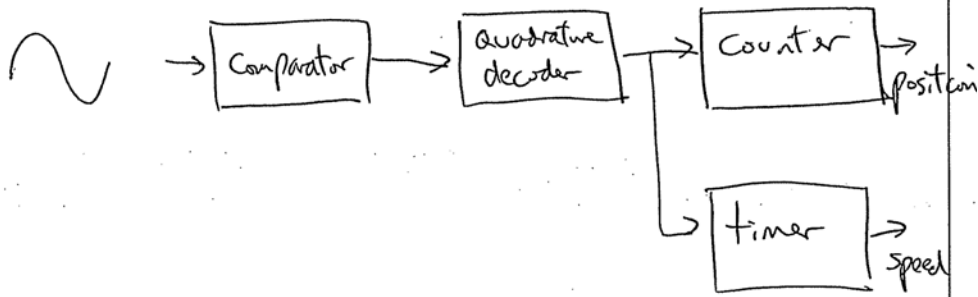 Comparator
quadrature
decoder
Counter
position
timer
speed